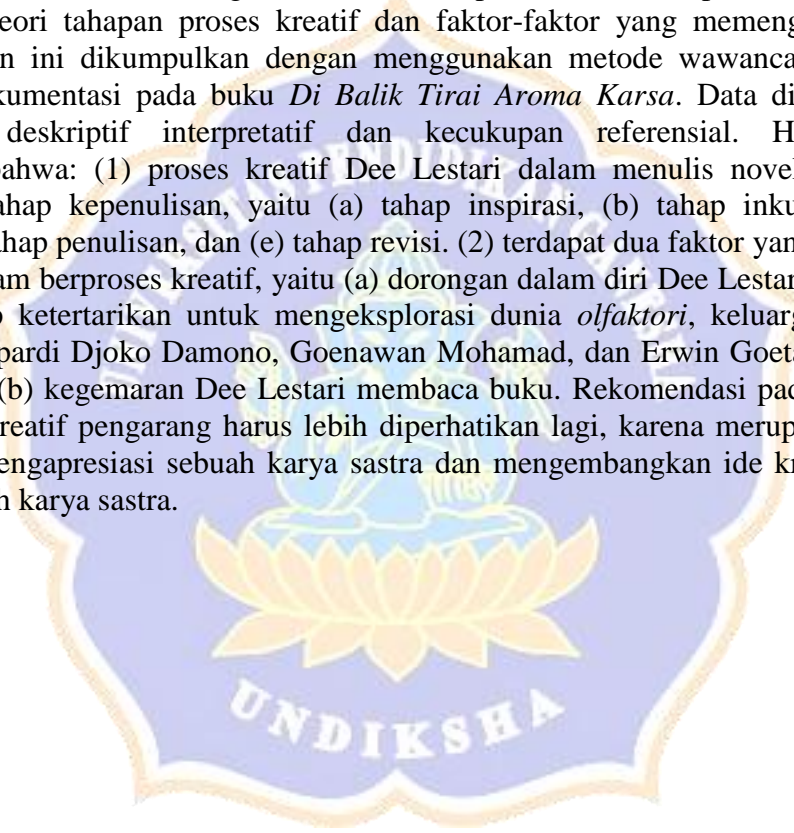 eori tahapan proses kreatif dan faktor-faktor yang memeng
n ini dikumpulkan dengan menggunakan metode wawanca
kumentasi pada buku Di Balik Tirai Aroma Karsa. Data di
deskriptif interpretatif dan kecukupan referensial. H
bahwa: (1) proses kreatif Dee Lestari dalam menulis novel
ahap kepenulisan, yaitu (a) tahap inspirasi, (b) tahap inku
ahap penulisan, dan (e) tahap revisi. (2) terdapat dua faktor yan
am berproses kreatif, yaitu (a) dorongan dalam diri Dee Lestar
ketertarikan untuk mengeksplorasi dunia olfaktori, keluarg
pardi Djoko Damono, Goenawan Mohamad, dan Erwin Goeta
(b) kegemaran Dee Lestari membaca buku. Rekomendasi pad
reatif pengarang harus lebih diperhatikan lagi, karena merup
engapresiasi sebuah karya sastra dan mengembangkan ide kr
h karya sastra.
UNIVERSITAS PENDIDIKAN GANESHA
UNDIKSHA